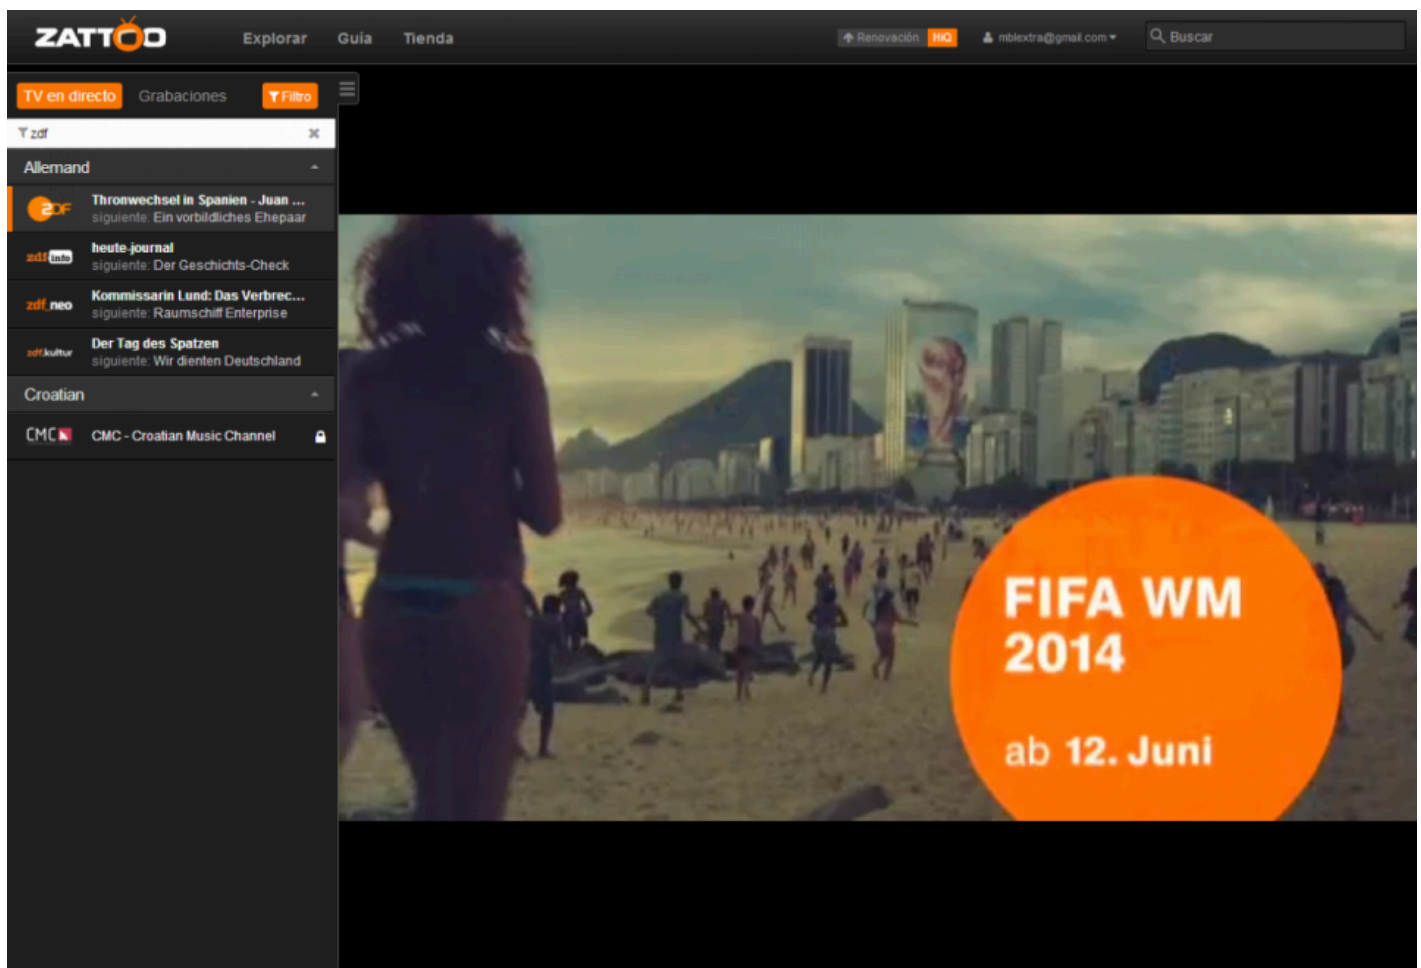 ZATTOO
Explorar
Guía
Tienda
Renovación HiQ
mblextra@gmail.com
Buscar
TV en directo
Grabaciones
Filtro
zdf
Allemand
ZDF
Thronwechsel in Spanien - Juan ...
siguiente: Ein vorbildliches Ehepaar
zdf info
heute-journal
siguiente: Der Geschichts-Check
zdf_neo
Kommissarin Lund: Das Verbrec...
siguiente: Raumschiff Enterprise
zdf.kultur
Der Tag des Spatzen
siguiente: Wir dienten Deutschland
Croatian
CMC
CMC - Croatian Music Channel
FIFA WM
2014
ab 12. Juni